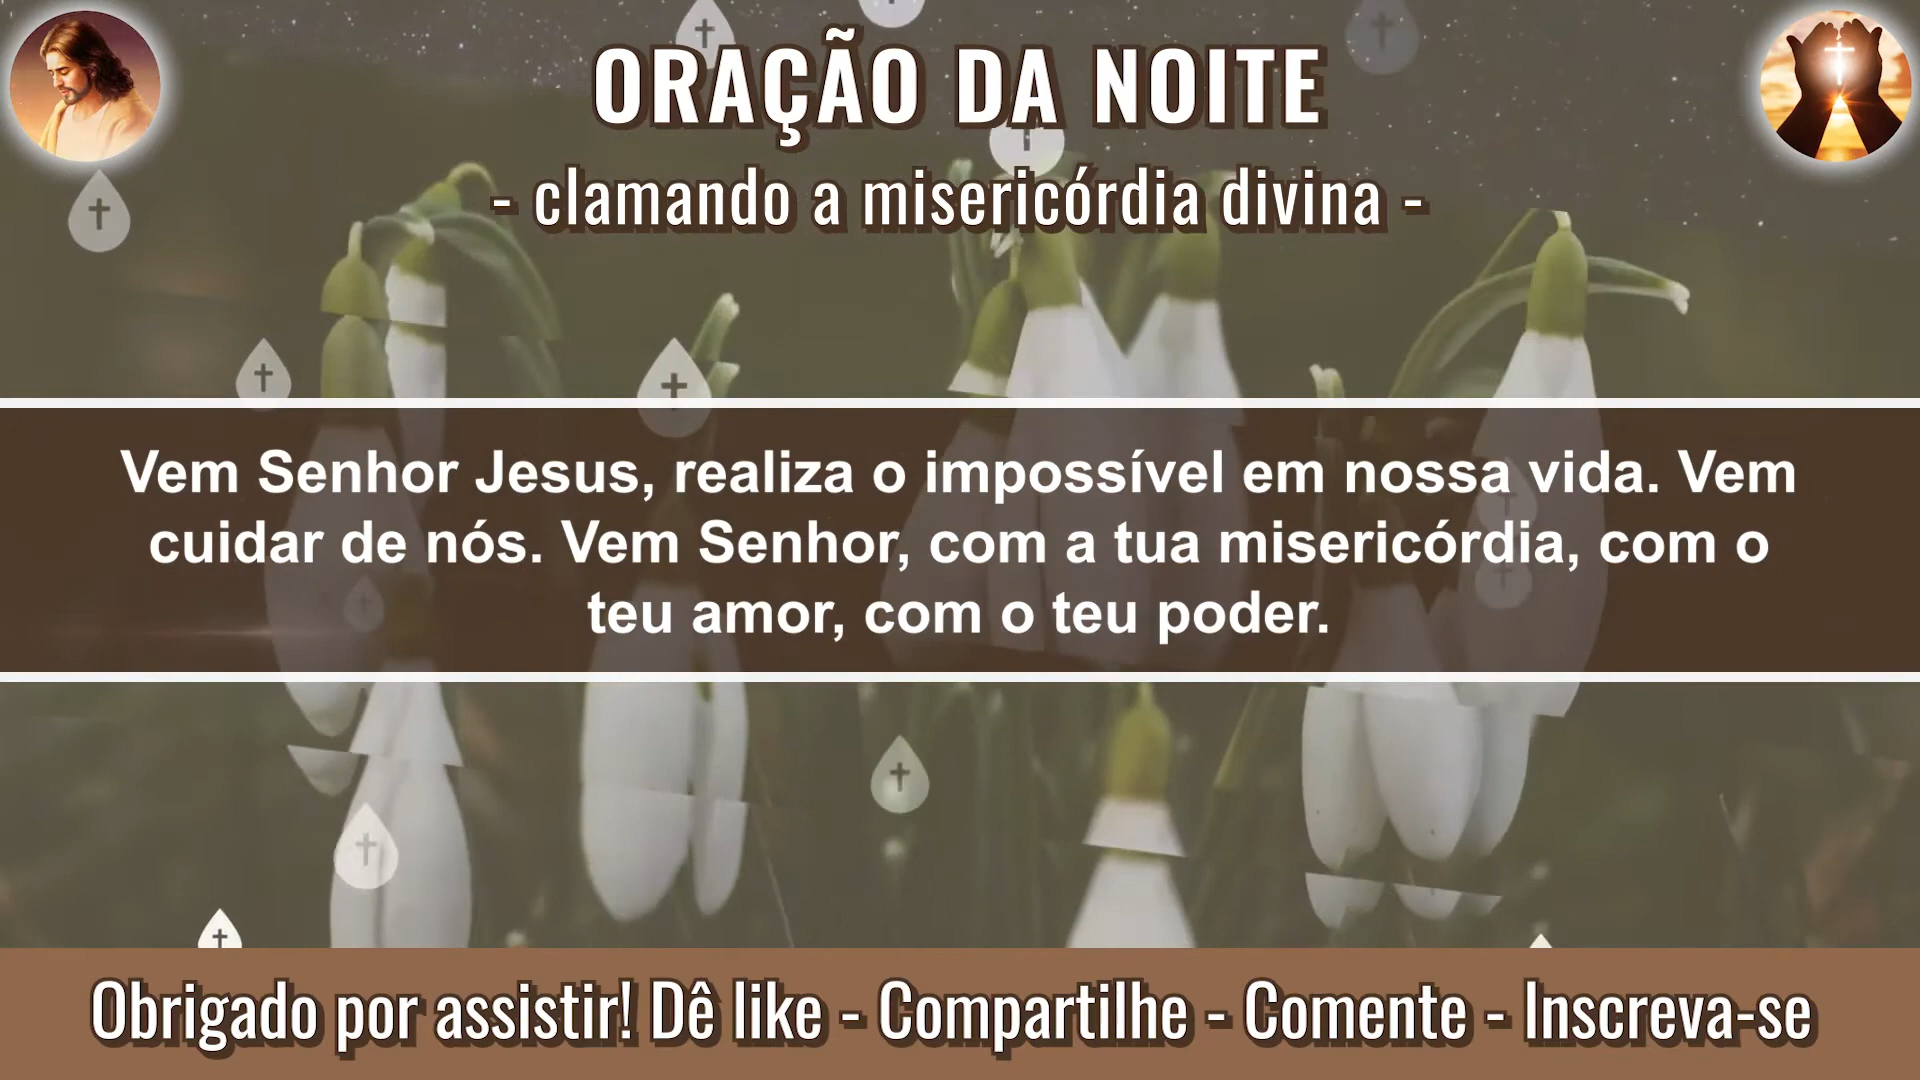 ORAÇÃO DA NOITE
- clamando a misericórdia divina -
Vem Senhor Jesus, realiza o impossível em nossa vida. Vem
cuidar de nós. Vem Senhor, com a tua misericórdia, com o
teu amor, com o teu poder.
Obrigado por assistir! Dê like - Compartilhe - Comente - Inscreva-se